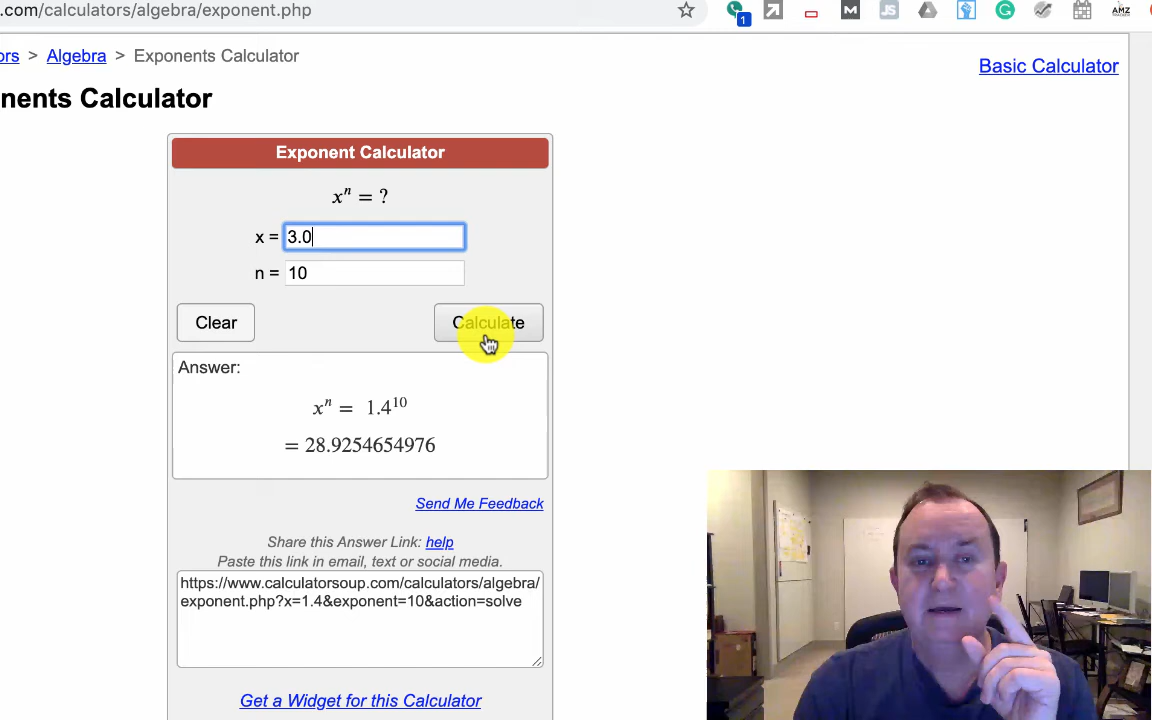 .com/calculators/algebra/exponent.php
1
M
JS
G
AMZ
ors > Algebra > Exponents Calculator
Basic Calculator
nents Calculator
Exponent Calculator
xⁿ = ?
x = 3.0
n = 10
Clear
Calculate
Answer:
xⁿ = 1.4¹⁰
= 28.9254654976
Send Me Feedback
Share this Answer Link: help
Paste this link in email, text or social media.
https://www.calculatorsoup.com/calculators/algebra/
exponent.php?x=1.4&exponent=10&action=solve
Get a Widget for this Calculator